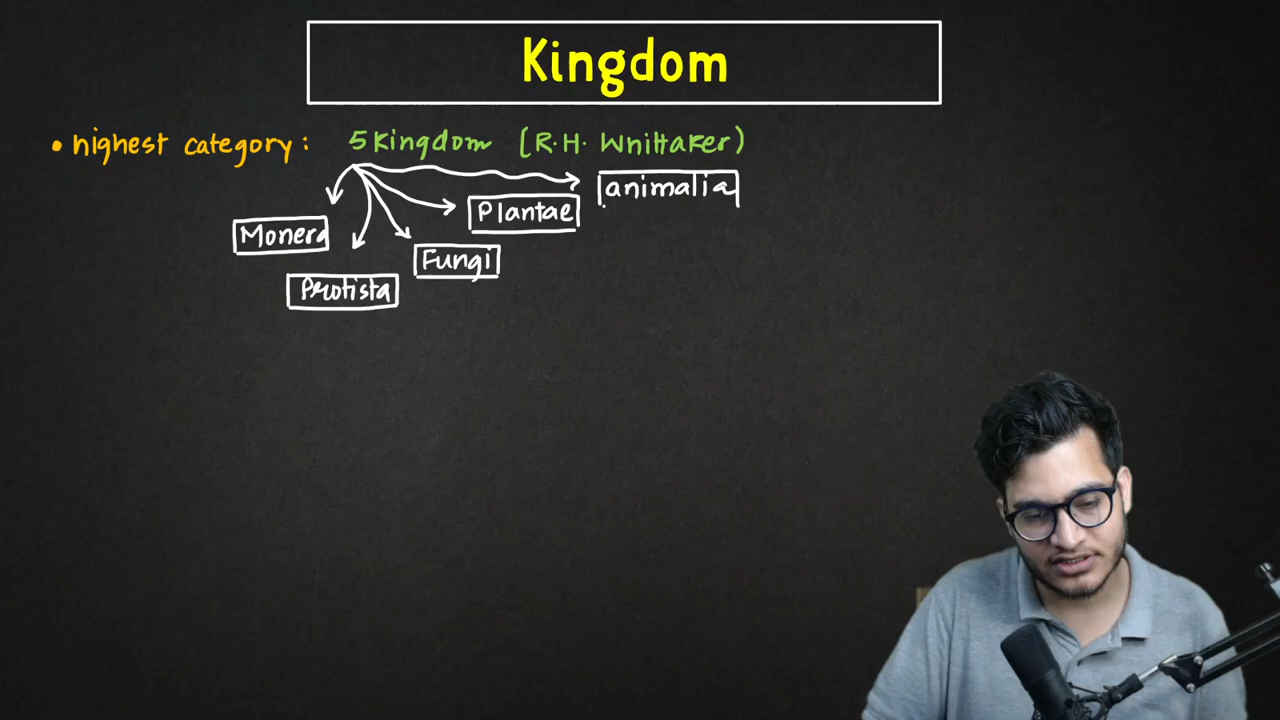 Kingdom
• highest category: 5 Kingdom [R.H. Whittaker)
animalia
Plantae
Monera
Fungi
Protista